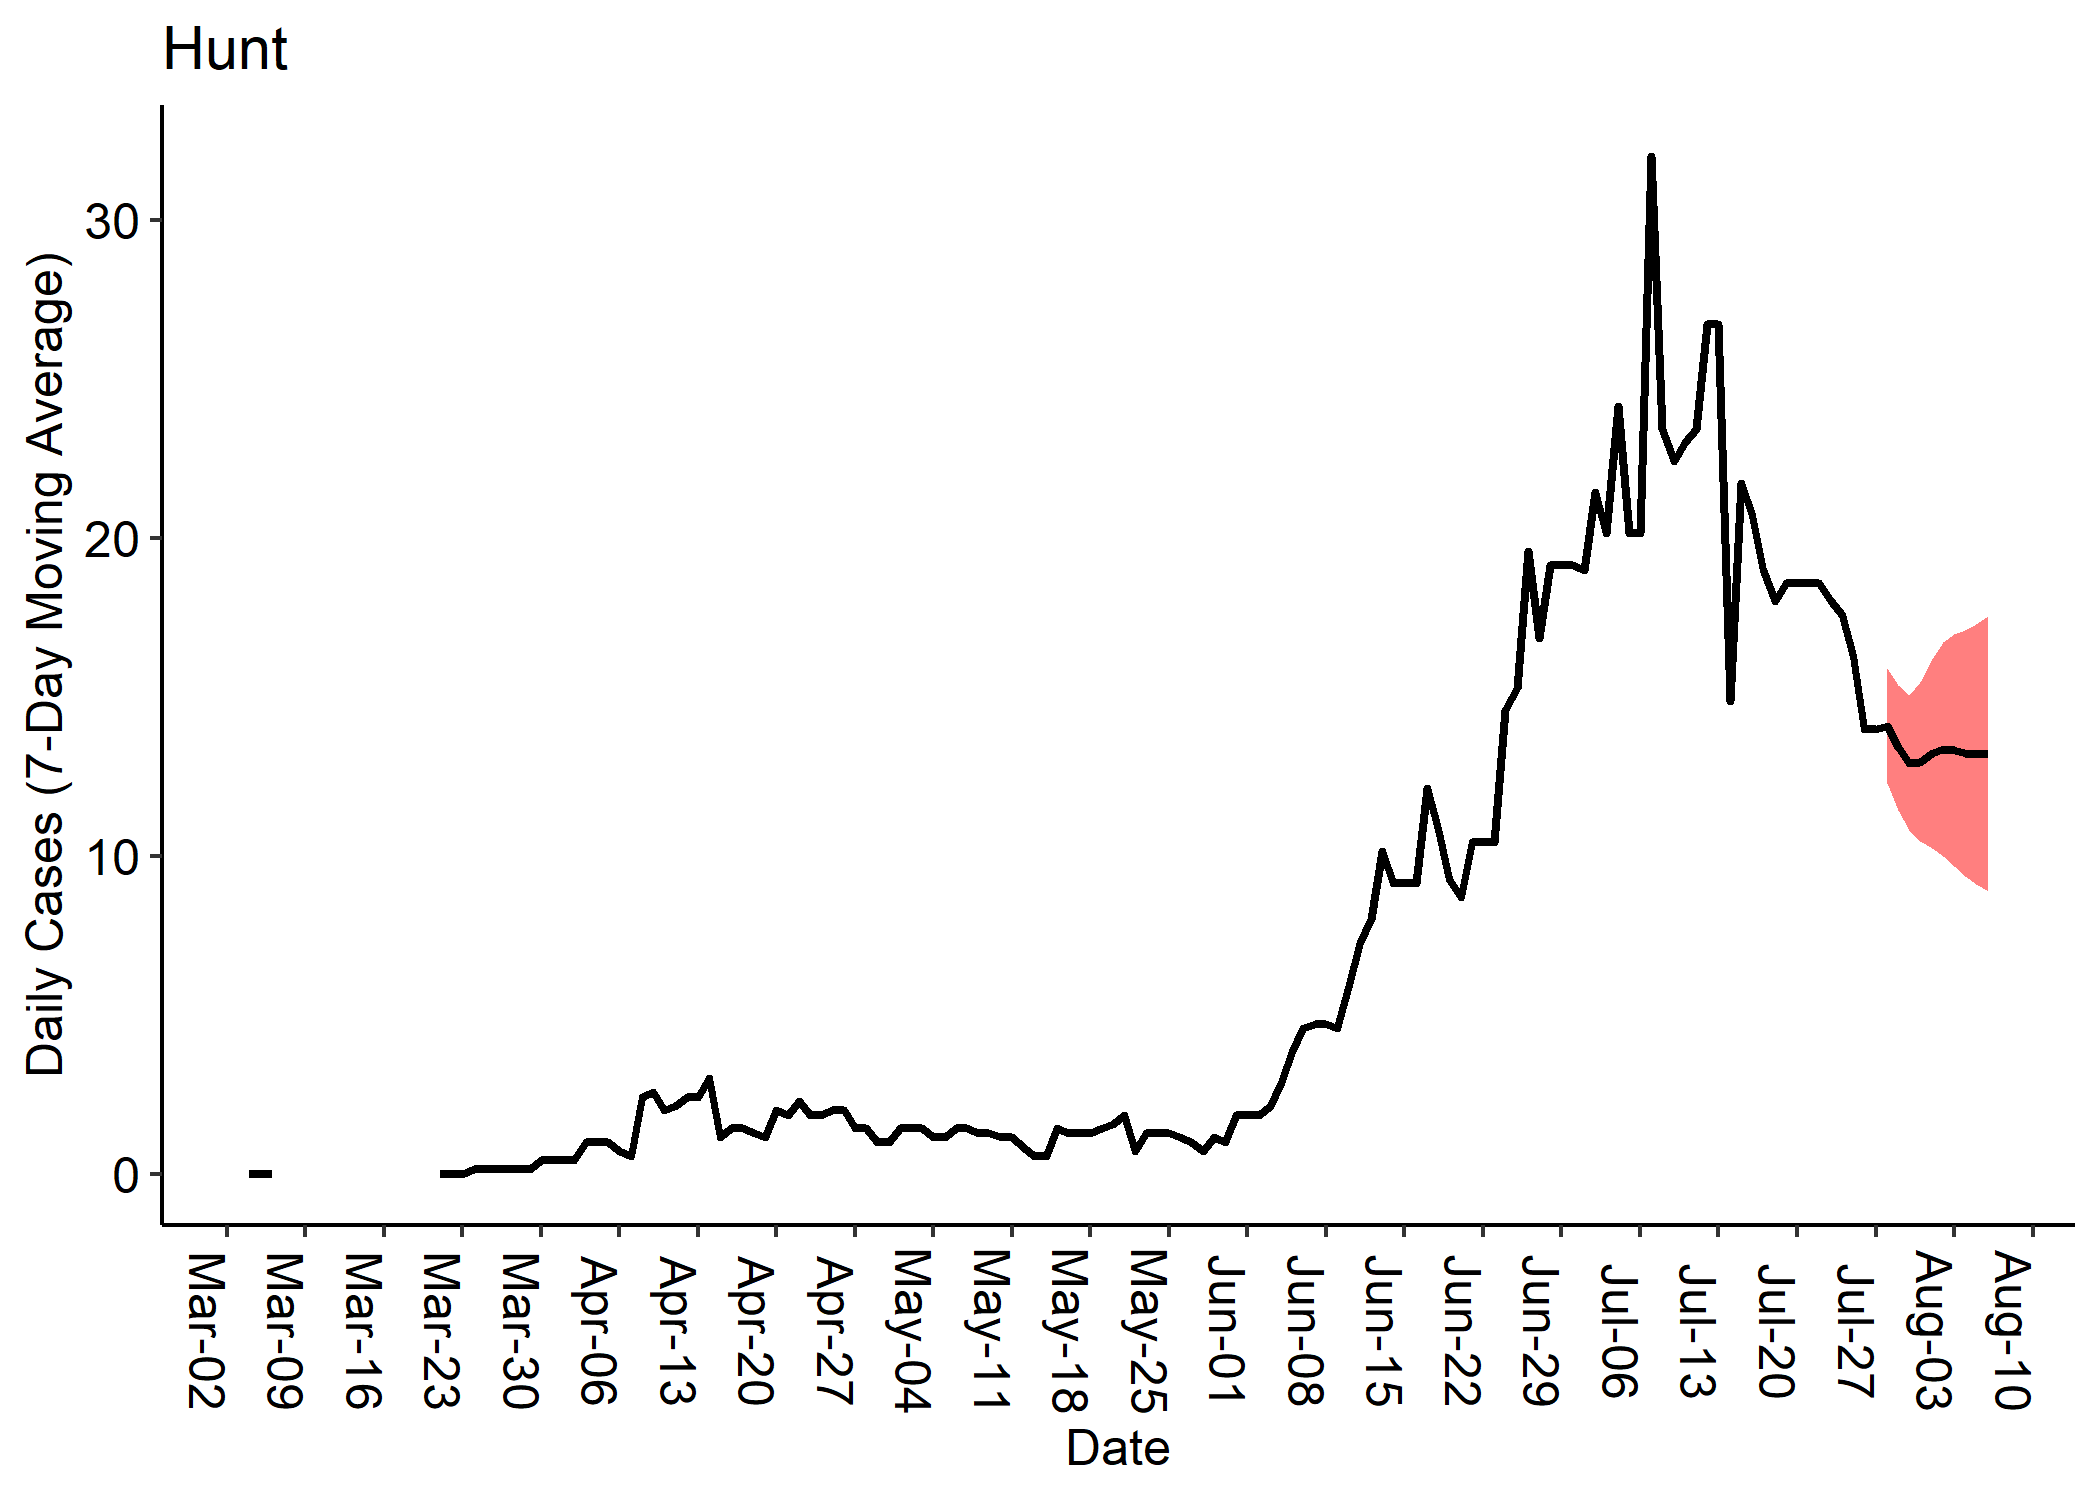 Hunt
Daily Cases (7-Day Moving Average)
30
20
10
0
Mar-02
Mar-09
Mar-16
Mar-23
Mar-30
Apr-06
Apr-13
Apr-20
Apr-27
May-04
May-11
May-18
May-25
Jun-01
Jun-08
Jun-15
Jun-22
Jun-29
Jul-06
Jul-13
Jul-20
Jul-27
Aug-03
Aug-10
Date